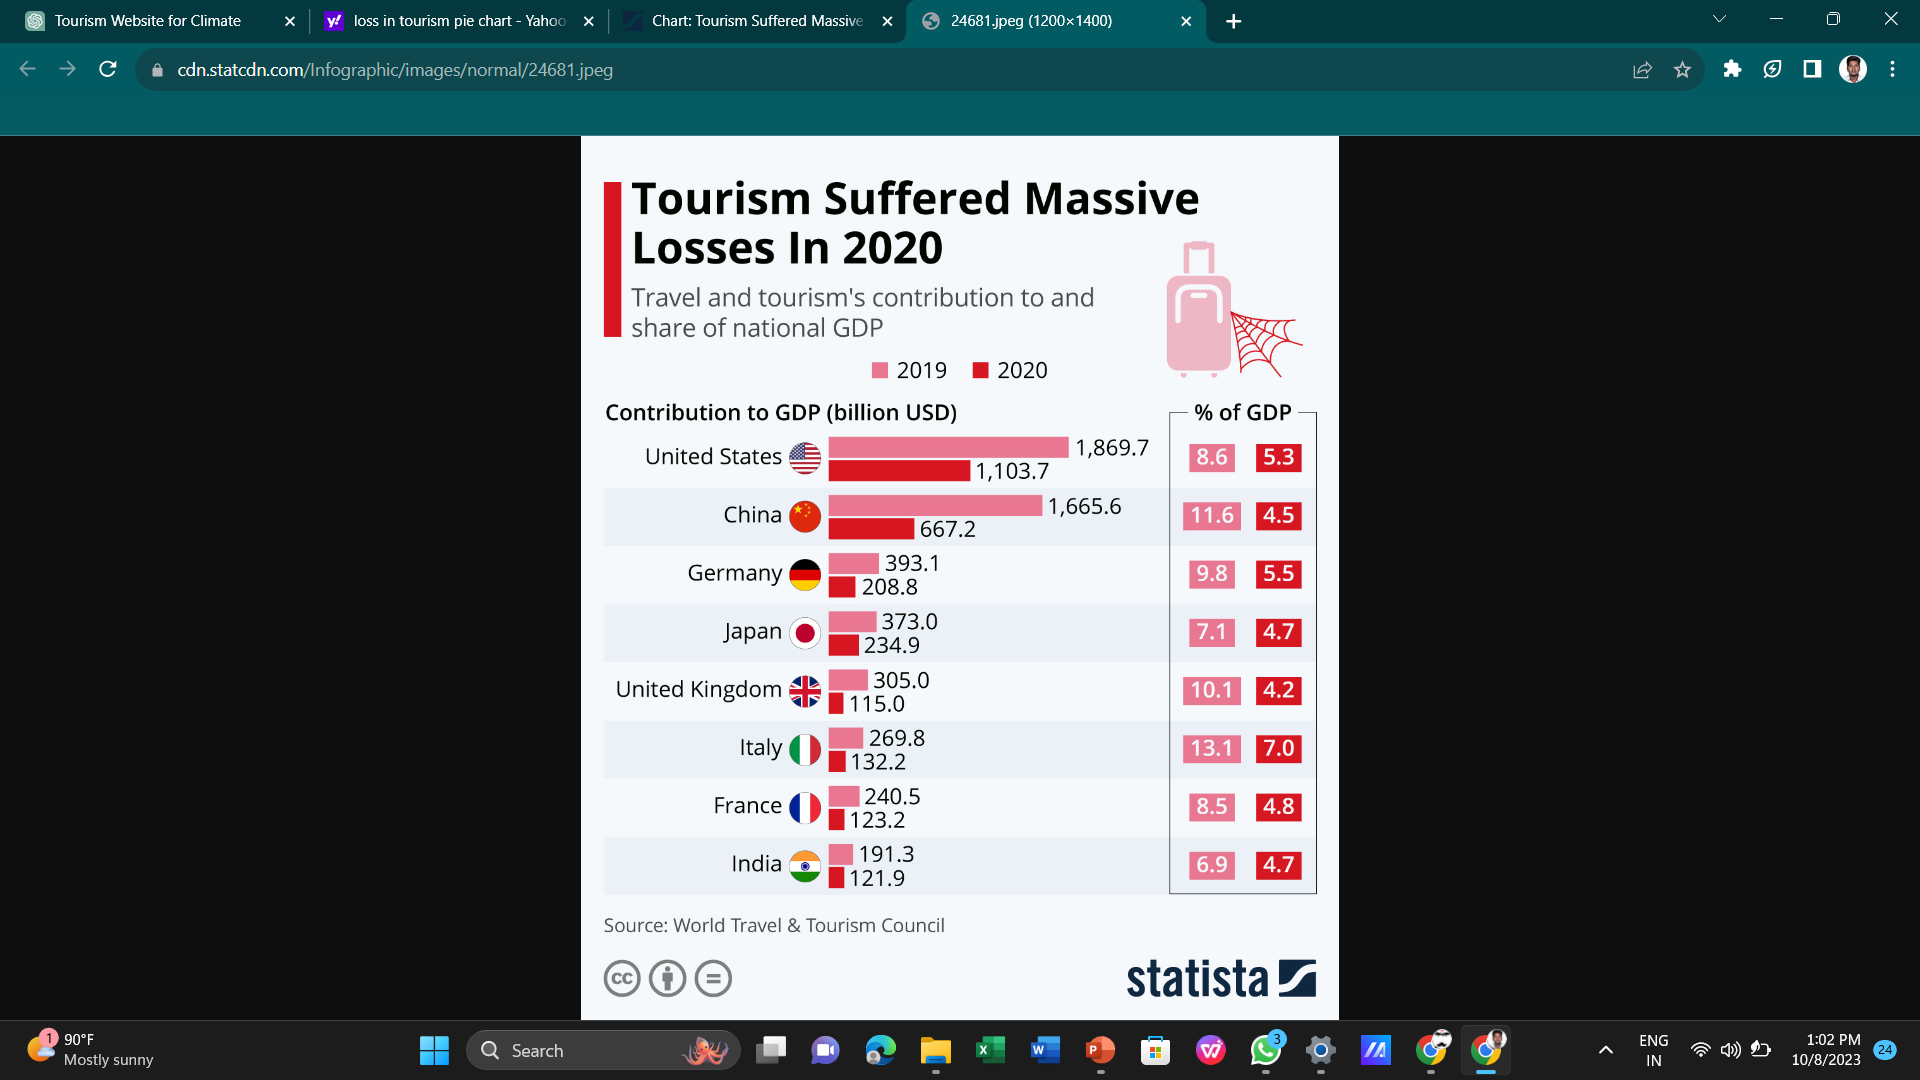 Tourism Website for Climate
loss in tourism pie chart - Yahoo
Chart: Tourism Suffered Massive
24681.jpeg (1200×1400)
cdn.statcdn.com/Infographic/images/normal/24681.jpeg
Tourism Suffered Massive
Losses In 2020
Travel and tourism's contribution to and
share of national GDP
2019 2020
Contribution to GDP (billion USD) % of GDP
United States 1,869.7 8.6 5.3
1,103.7
China 1,665.6 11.6 4.5
667.2
Germany 393.1 9.8 5.5
208.8
Japan 373.0 7.1 4.7
234.9
United Kingdom 305.0 10.1 4.2
115.0
Italy 269.8 13.1 7.0
132.2
France 240.5 8.5 4.8
123.2
India 191.3 6.9 4.7
121.9
Source: World Travel & Tourism Council
cc
statista
1 90°F
Mostly sunny
Search
3
ENG
IN
1:02 PM
10/8/2023
24